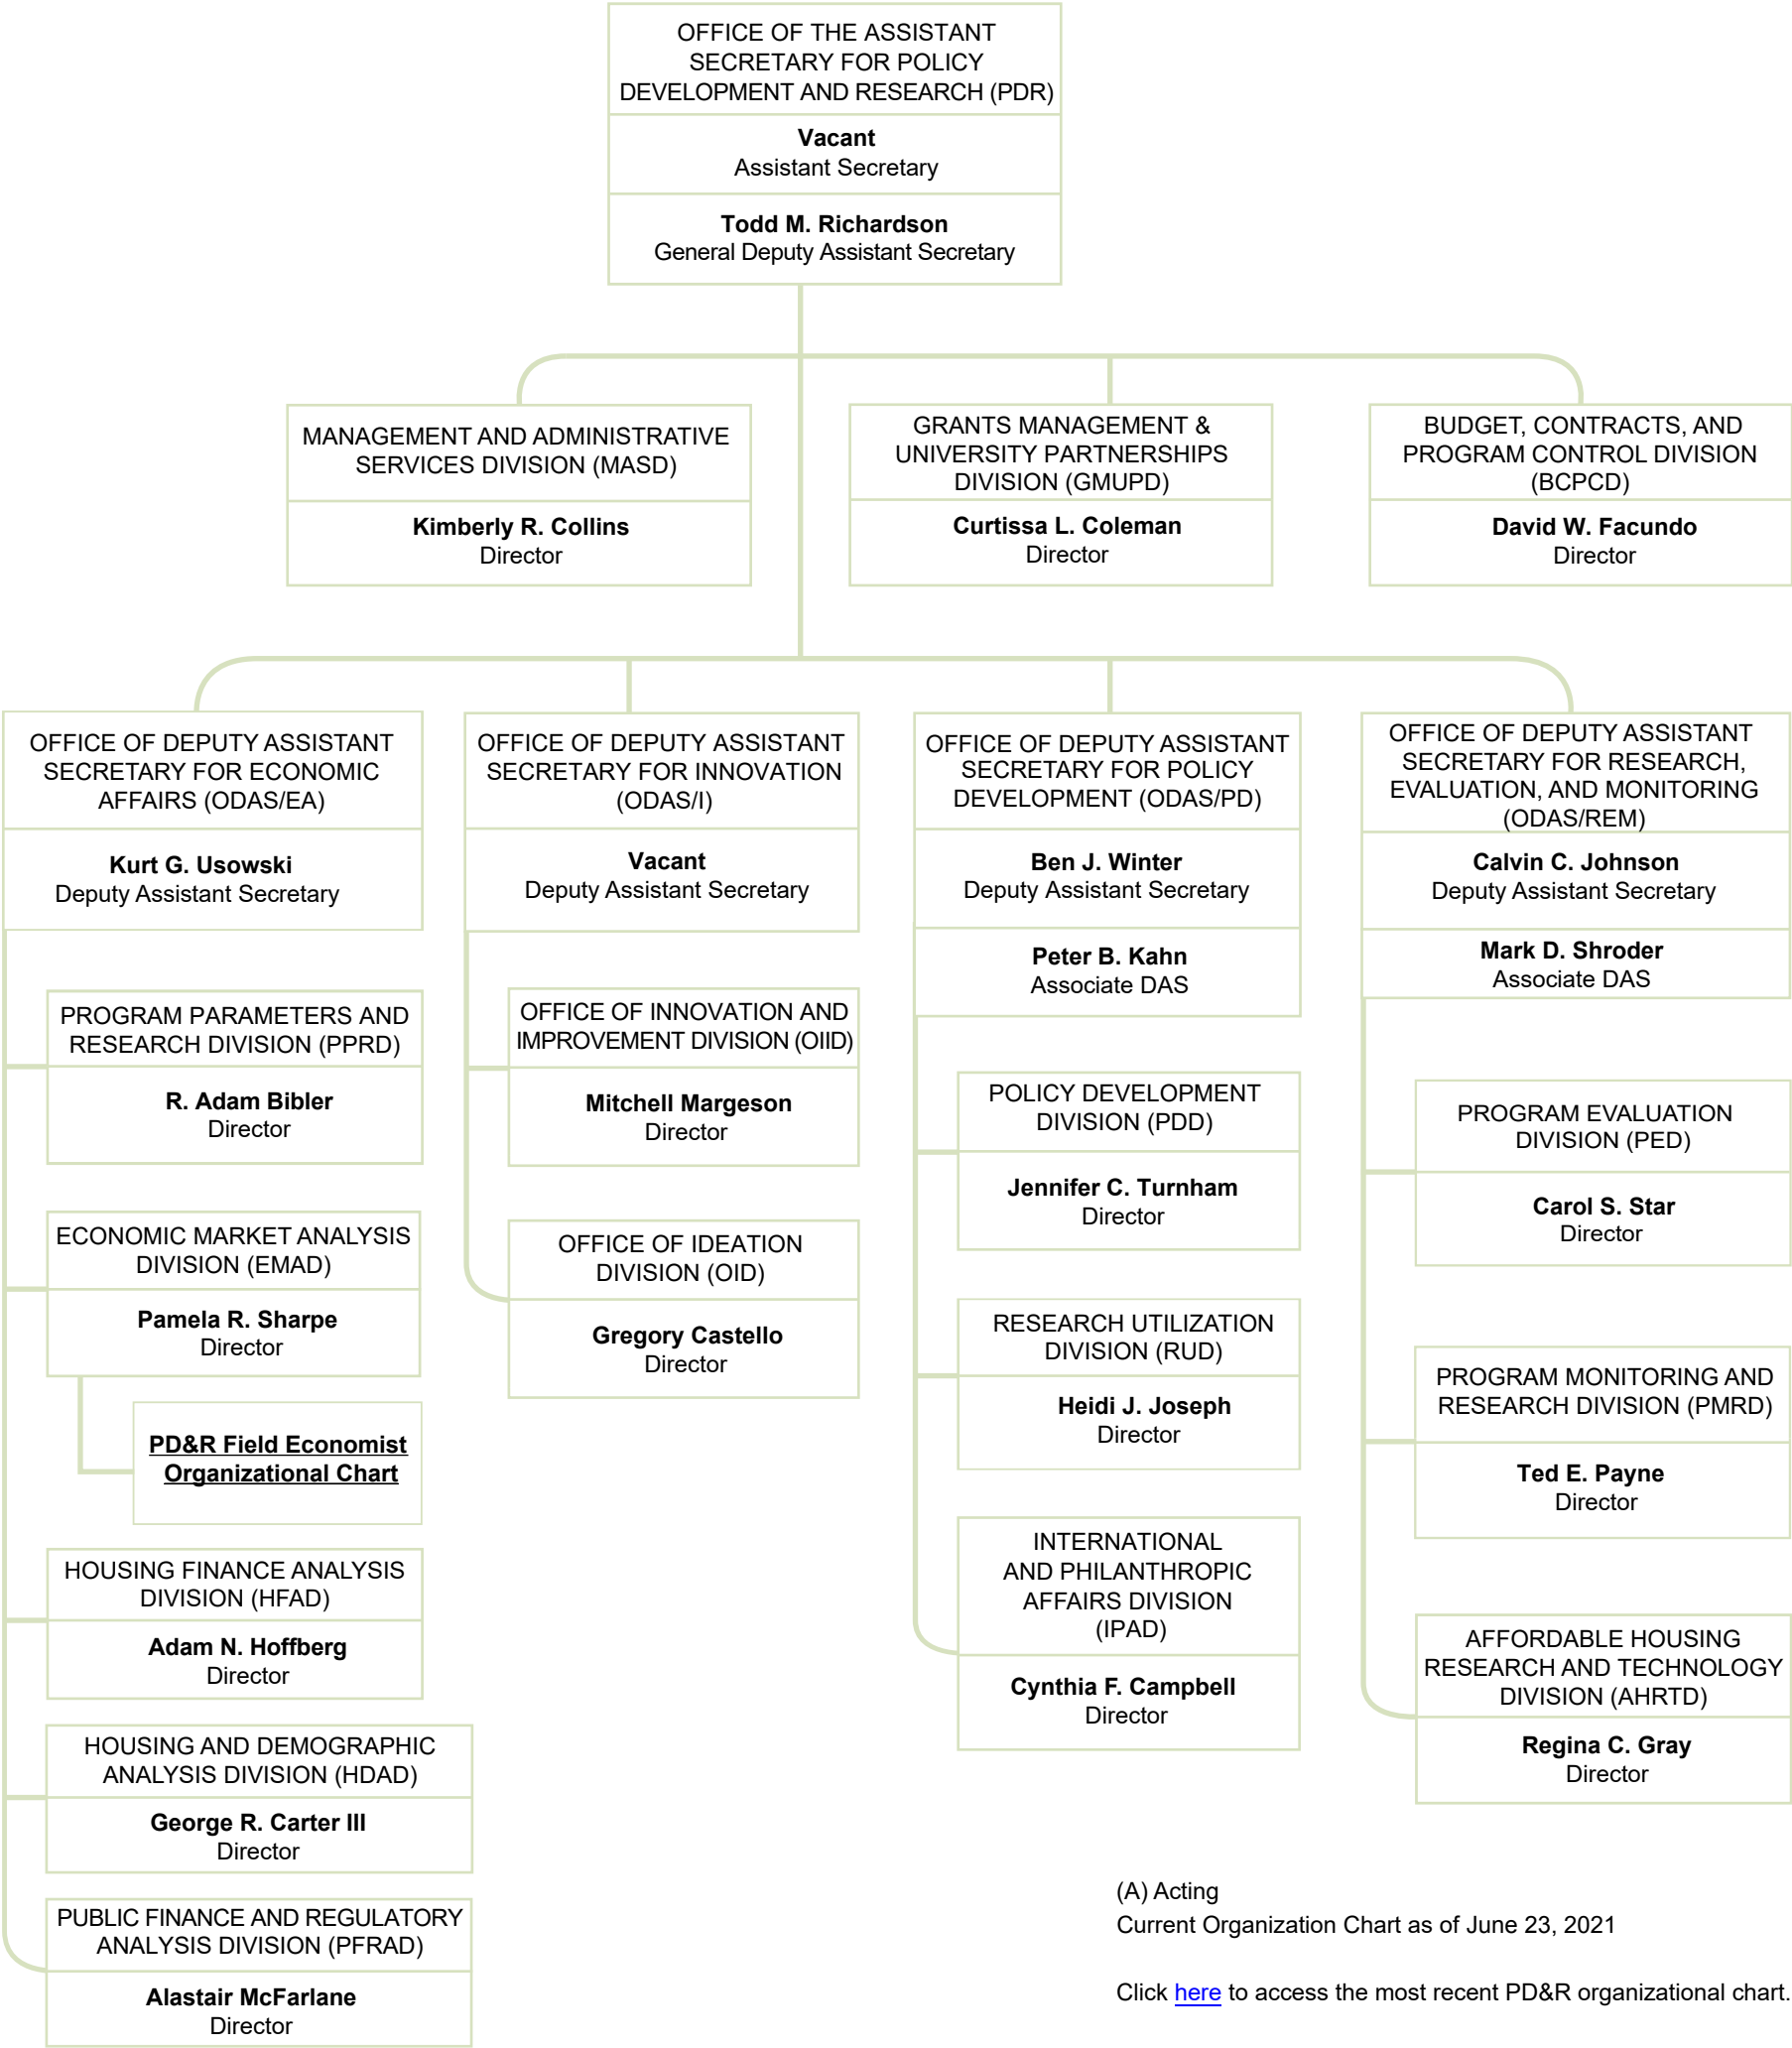 OFFICE OF THE ASSISTANT
SECRETARY FOR POLICY
DEVELOPMENT AND RESEARCH (PDR)
Vacant
Assistant Secretary
Todd M. Richardson
General Deputy Assistant Secretary
MANAGEMENT AND ADMINISTRATIVE
SERVICES DIVISION (MASD)
Kimberly R. Collins
Director
GRANTS MANAGEMENT &
UNIVERSITY PARTNERSHIPS
DIVISION (GMUPD)
Curtissa L. Coleman
Director
BUDGET, CONTRACTS, AND
PROGRAM CONTROL DIVISION
(BCPCD)
David W. Facundo
Director
OFFICE OF DEPUTY ASSISTANT
SECRETARY FOR ECONOMIC
AFFAIRS (ODAS/EA)
Kurt G. Usowski
Deputy Assistant Secretary
PROGRAM PARAMETERS AND
RESEARCH DIVISION (PPRD)
R. Adam Bibler
Director
ECONOMIC MARKET ANALYSIS
DIVISION (EMAD)
Pamela R. Sharpe
Director
PD&R Field Economist
Organizational Chart
HOUSING FINANCE ANALYSIS
DIVISION (HFAD)
Adam N. Hoffberg
Director
HOUSING AND DEMOGRAPHIC
ANALYSIS DIVISION (HDAD)
George R. Carter III
Director
PUBLIC FINANCE AND REGULATORY
ANALYSIS DIVISION (PFRAD)
Alastair McFarlane
Director
OFFICE OF DEPUTY ASSISTANT
SECRETARY FOR INNOVATION
(ODAS/I)
Vacant
Deputy Assistant Secretary
OFFICE OF INNOVATION AND
IMPROVEMENT DIVISION (OIID)
Mitchell Margeson
Director
OFFICE OF IDEATION
DIVISION (OID)
Gregory Castello
Director
OFFICE OF DEPUTY ASSISTANT
SECRETARY FOR POLICY
DEVELOPMENT (ODAS/PD)
Ben J. Winter
Deputy Assistant Secretary
Peter B. Kahn
Associate DAS
POLICY DEVELOPMENT
DIVISION (PDD)
Jennifer C. Turnham
Director
RESEARCH UTILIZATION
DIVISION (RUD)
Heidi J. Joseph
Director
INTERNATIONAL
AND PHILANTHROPIC
AFFAIRS DIVISION
(IPAD)
Cynthia F. Campbell
Director
OFFICE OF DEPUTY ASSISTANT
SECRETARY FOR RESEARCH,
EVALUATION, AND MONITORING
(ODAS/REM)
Calvin C. Johnson
Deputy Assistant Secretary
Mark D. Shroder
Associate DAS
PROGRAM EVALUATION
DIVISION (PED)
Carol S. Star
Director
PROGRAM MONITORING AND
RESEARCH DIVISION (PMRD)
Ted E. Payne
Director
AFFORDABLE HOUSING
RESEARCH AND TECHNOLOGY
DIVISION (AHRTD)
Regina C. Gray
Director
(A) Acting
Current Organization Chart as of June 23, 2021
Click here to access the most recent PD&R organizational chart.